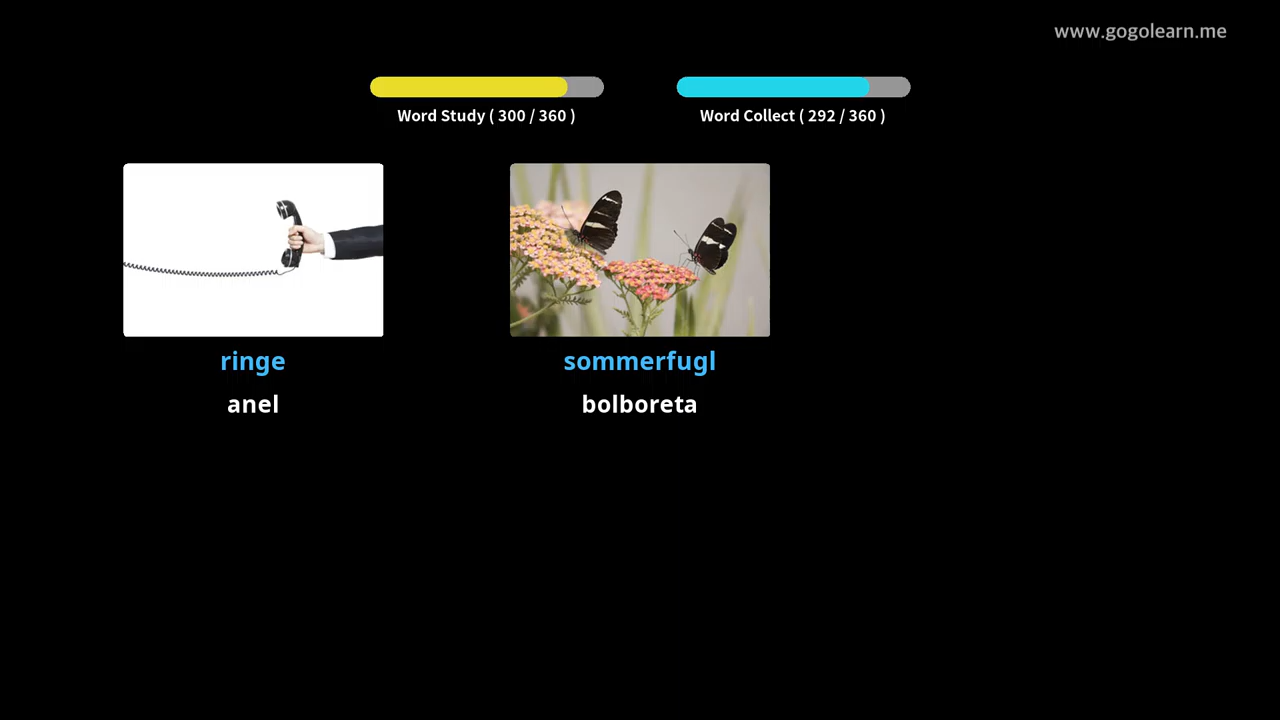 www.gogolearn.me
Word Study ( 300 / 360 )
Word Collect ( 292 / 360 )
ringe
anel
sommerfugl
bolboreta